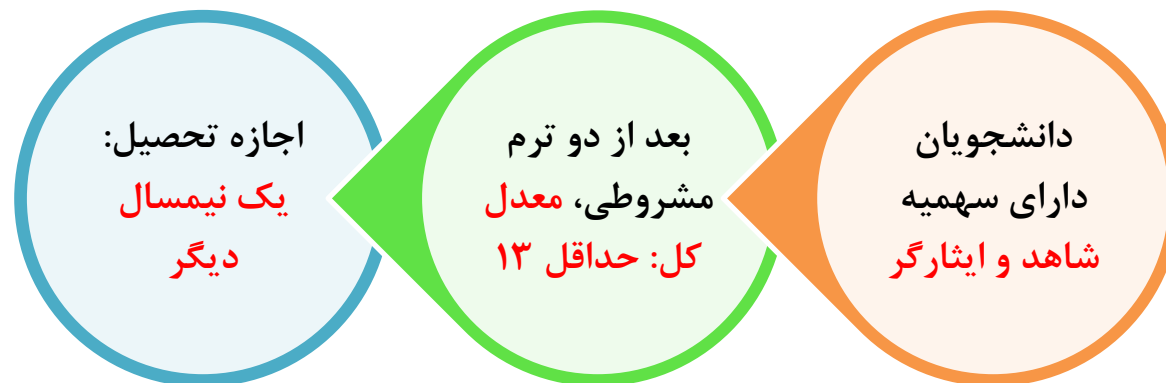 دانشجویان
دارای سهمیه
شاهد و ایثارگر
بعد از دو ترم
مشروطی، معدل
کل: حداقل ۱۳
اجازه تحصیل:
یک نیمسال
دیگر